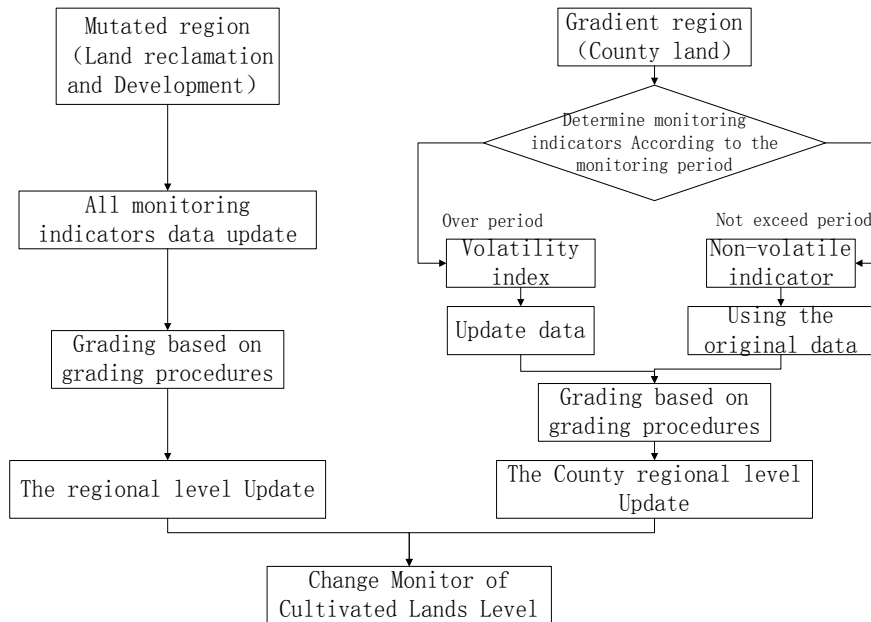 Mutated region
（Land reclamation
and Development）
All monitoring
indicators data update
Grading based on
grading procedures
The regional level Update
Gradient region
（County land）
Determine monitoring
indicators According to the
monitoring period
Over period
Not exceed period
Volatility
index
Non-volatile
indicator
Update data
Using the
original data
Grading based on
grading procedures
The County regional level
Update
Change Monitor of
Cultivated Lands Level